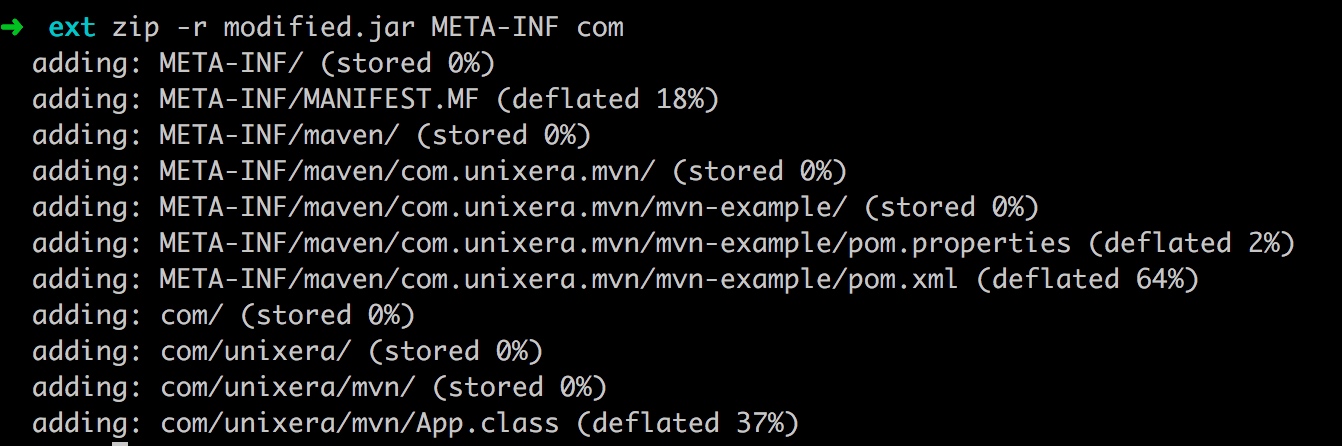 ➜ ext zip -r modified.jar META-INF com
adding: META-INF/ (stored 0%)
adding: META-INF/MANIFEST.MF (deflated 18%)
adding: META-INF/maven/ (stored 0%)
adding: META-INF/maven/com.unixera.mvn/ (stored 0%)
adding: META-INF/maven/com.unixera.mvn/mvn-example/ (stored 0%)
adding: META-INF/maven/com.unixera.mvn/mvn-example/pom.properties (deflated 2%)
adding: META-INF/maven/com.unixera.mvn/mvn-example/pom.xml (deflated 64%)
adding: com/ (stored 0%)
adding: com/unixera/ (stored 0%)
adding: com/unixera/mvn/ (stored 0%)
adding: com/unixera/mvn/App.class (deflated 37%)